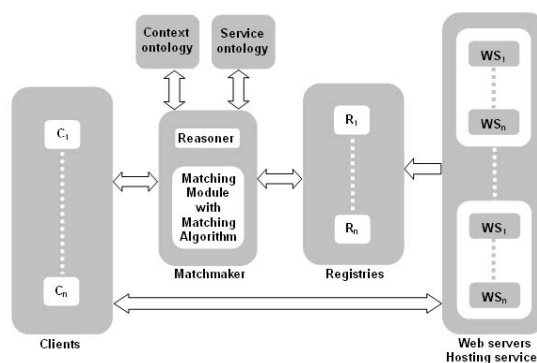 Context
ontology
Service
ontology
C1
Cn
Clients
Reasoner
Matching
Module
with
Matching
Algorithm
Matchmaker
R1
Rn
Registries
WS1
WSn
WS1
WSn
Web servers
Hosting service